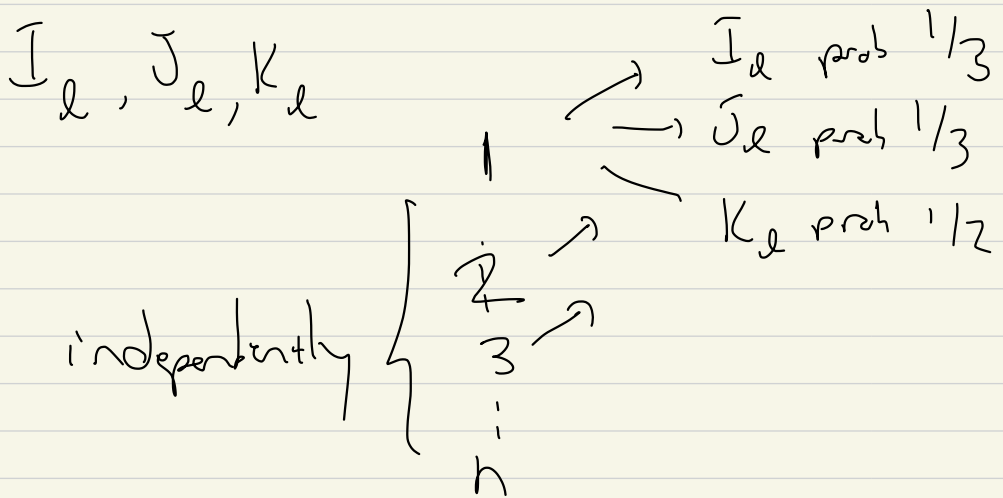 I_l, J_l, K_l
1 → I_l prob 1/3
→ J_l prob 1/3
K_l prob 1/2
independently { 2 →
3 →
⋮
n